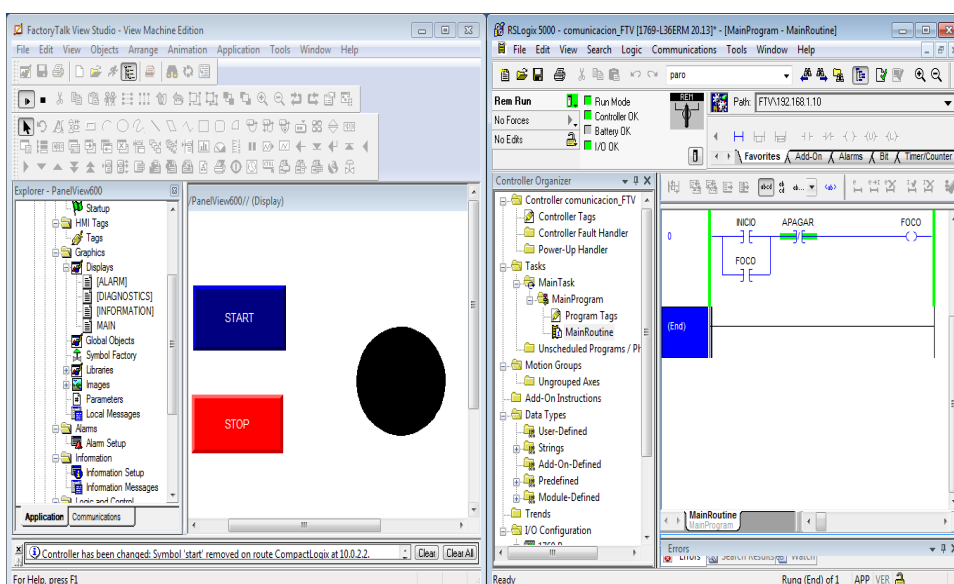 FactoryTalk View Studio - View Machine Edition
File Edit View Objects Arrange Animation Application Tools Window Help
Explorer - PanelView600
Startup
HMI Tags
Tags
Graphics
Displays
[ALARM]
[DIAGNOSTICS]
[INFORMATION]
MAIN
Global Objects
Symbol Factory
Libraries
Images
Parameters
Local Messages
Alarms
Alarm Setup
Information
Information Setup
Information Messages
Logic and Control
Application Communications
/PanelView600// (Display)
START
STOP
Controller has been changed: Symbol 'start' removed on route CompactLogix at 10.0.2.2.
Clear Clear All
For Help, press F1
RSLogix 5000 - comunicacion_FTV [1769-L36ERM 20.13]* - [MainProgram - MainRoutine]
File Edit View Search Logic Communications Tools Window Help
paro
Rem Run
No Forces
No Edits
Run Mode
Controller OK
Battery OK
I/O OK
REM
Path: FTV\192.168.1.10
Favorites Add-On Alarms Bit Timer/Counter
Controller Organizer
Controller comunicacion_FTV
Controller Tags
Controller Fault Handler
Power-Up Handler
Tasks
MainTask
MainProgram
Program Tags
MainRoutine
Unscheduled Programs / Ph
Motion Groups
Ungrouped Axes
Add-On Instructions
Data Types
User-Defined
Strings
Add-On-Defined
Predefined
Module-Defined
Trends
I/O Configuration
0
INICIO APAGAR FOCO
FOCO
(End)
MainRoutine
MainProgram
Errors
Errors Search Results Watch
Ready
Rung (End) of 1 APP VER